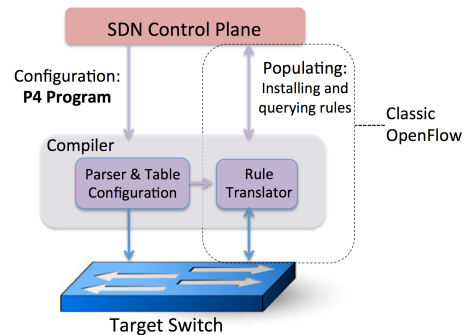 SDN Control Plane
Configuration:
P4 Program
Populating:
Installing and
querying rules
Classic
OpenFlow
Compiler
Parser & Table
Configuration
Rule
Translator
Target Switch